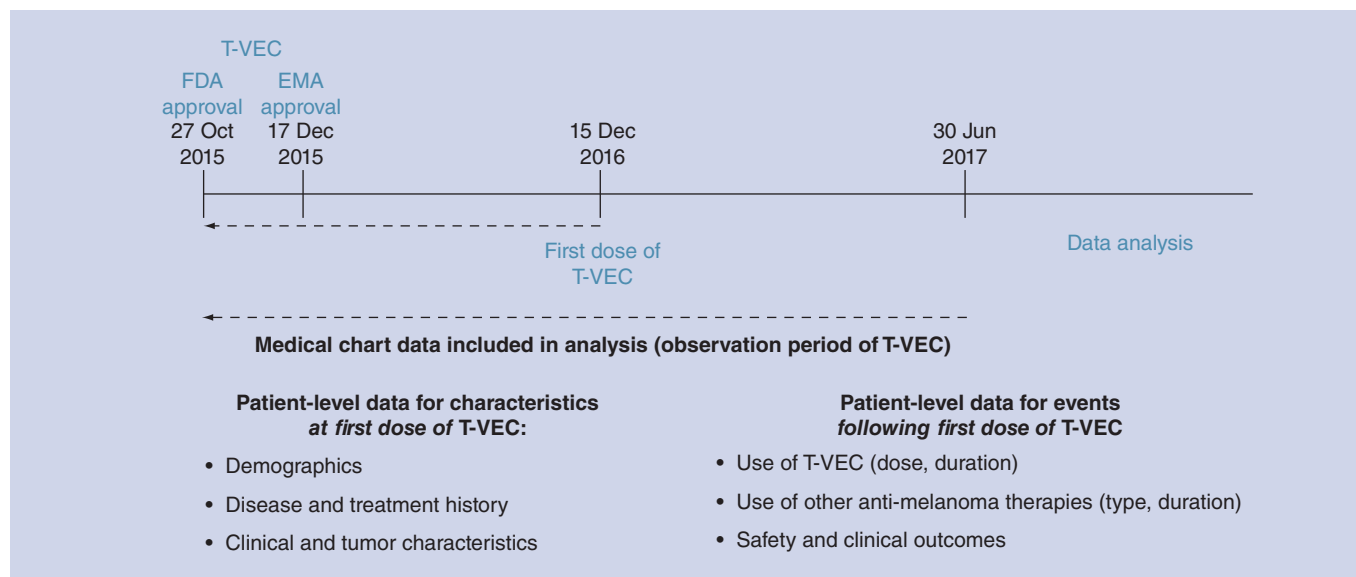 T-VEC
FDA approval
EMA approval
27 Oct 2015
17 Dec 2015
15 Dec 2016
30 Jun 2017
First dose of
T-VEC
Data analysis
Medical chart data included in analysis (observation period of T-VEC)
Patient-level data for characteristics
at first dose of T-VEC:
• Demographics
• Disease and treatment history
• Clinical and tumor characteristics
Patient-level data for events
following first dose of T-VEC
• Use of T-VEC (dose, duration)
• Use of other anti-melanoma therapies (type, duration)
• Safety and clinical outcomes